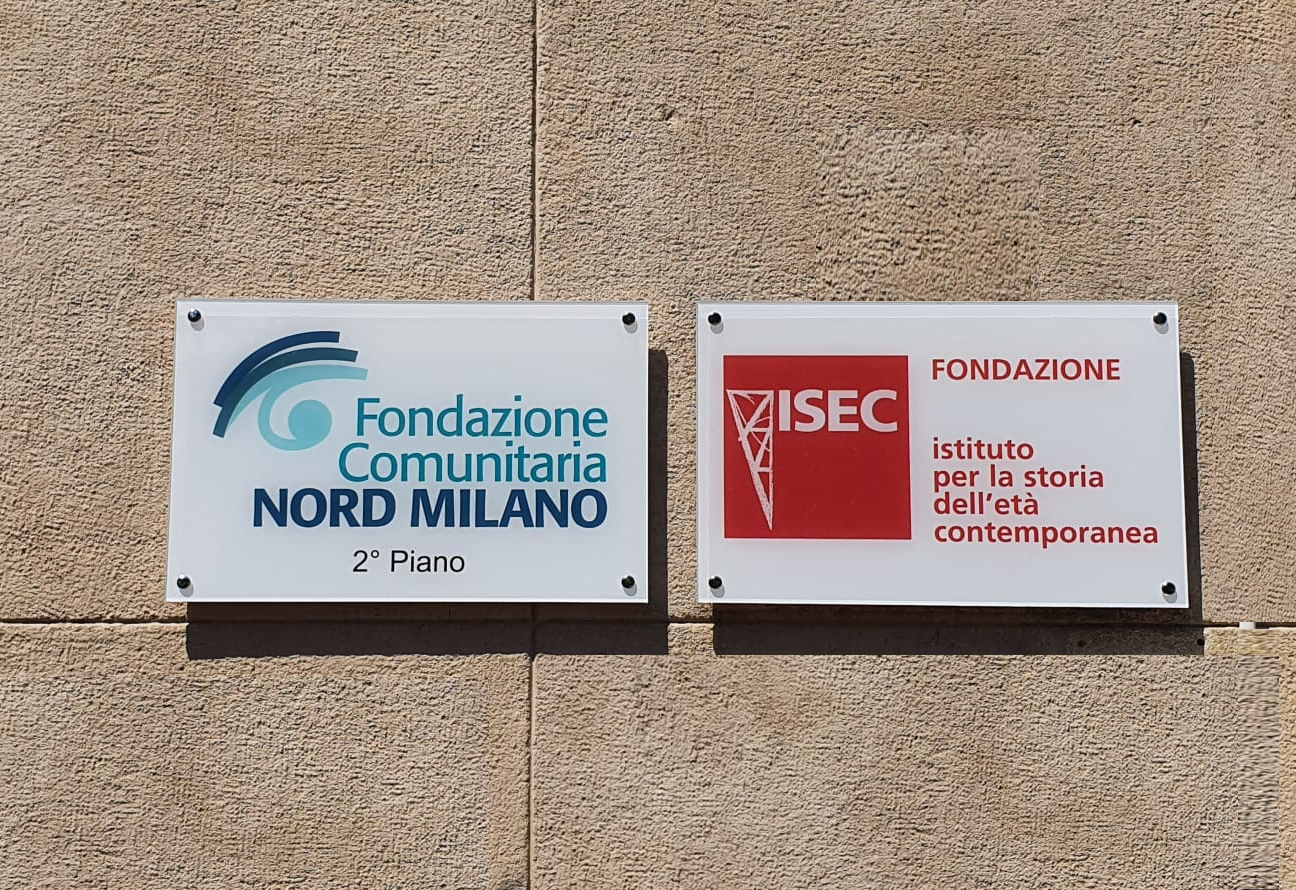 Fondazione
Comunitaria
NORD MILANO
2° Piano
ISEC
FONDAZIONE
istituto
per la storia
dell'età
contemporanea